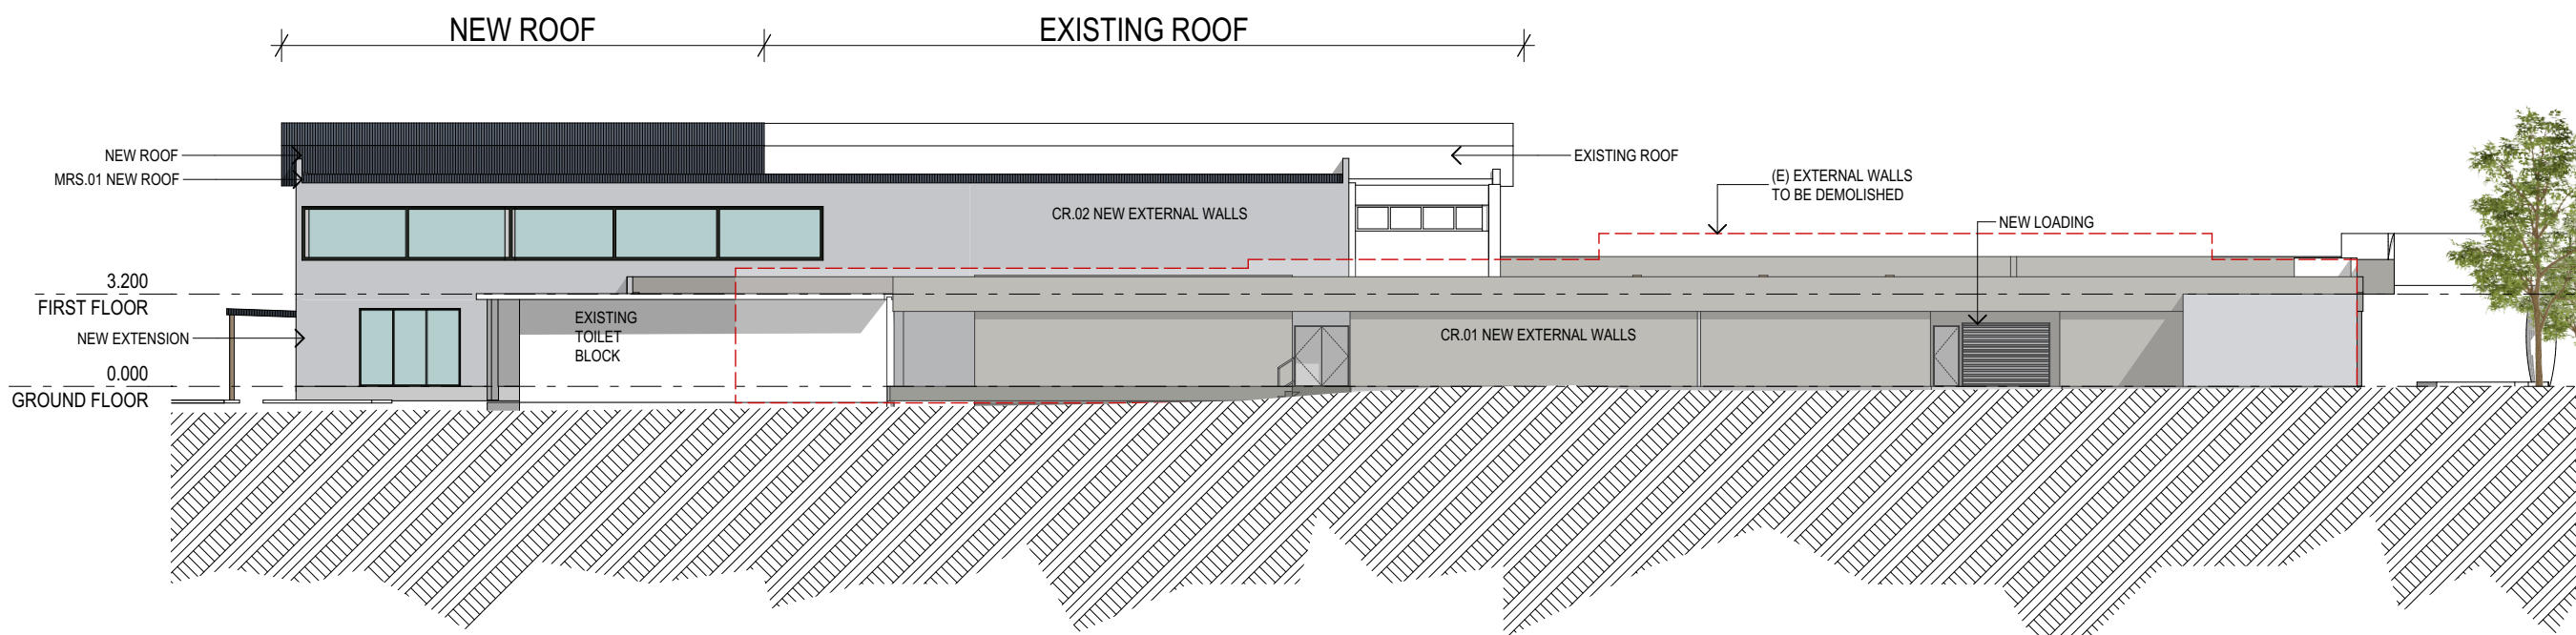 NEW ROOF
EXISTING ROOF
NEW ROOF
MRS.01 NEW ROOF
EXISTING ROOF
(E) EXTERNAL WALLS
TO BE DEMOLISHED
CR.02 NEW EXTERNAL WALLS
NEW LOADING
3.200
FIRST FLOOR
NEW EXTENSION
EXISTING
TOILET
BLOCK
CR.01 NEW EXTERNAL WALLS
0.000
GROUND FLOOR